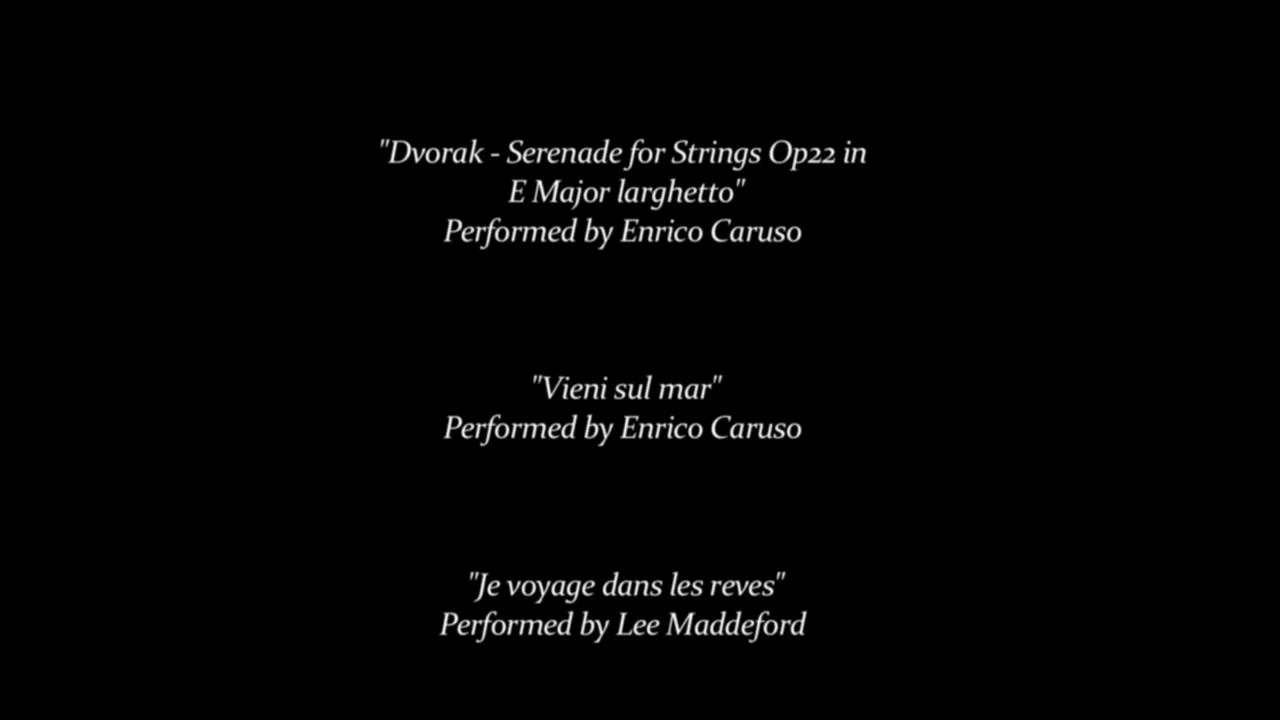 "Dvorak - Serenade for Strings Op22 in
E Major larghetto"
Performed by Enrico Caruso
"Vieni sul mar"
Performed by Enrico Caruso
"Je voyage dans les reves"
Performed by Lee Maddeford